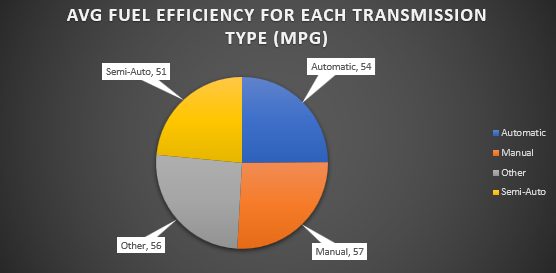 AVG FUEL EFFICIENCY FOR EACH TRANSMISSION
TYPE (MPG)
Semi-Auto, 51
Automatic, 54
Other, 56
Manual, 57
Automatic
Manual
Other
Semi-Auto